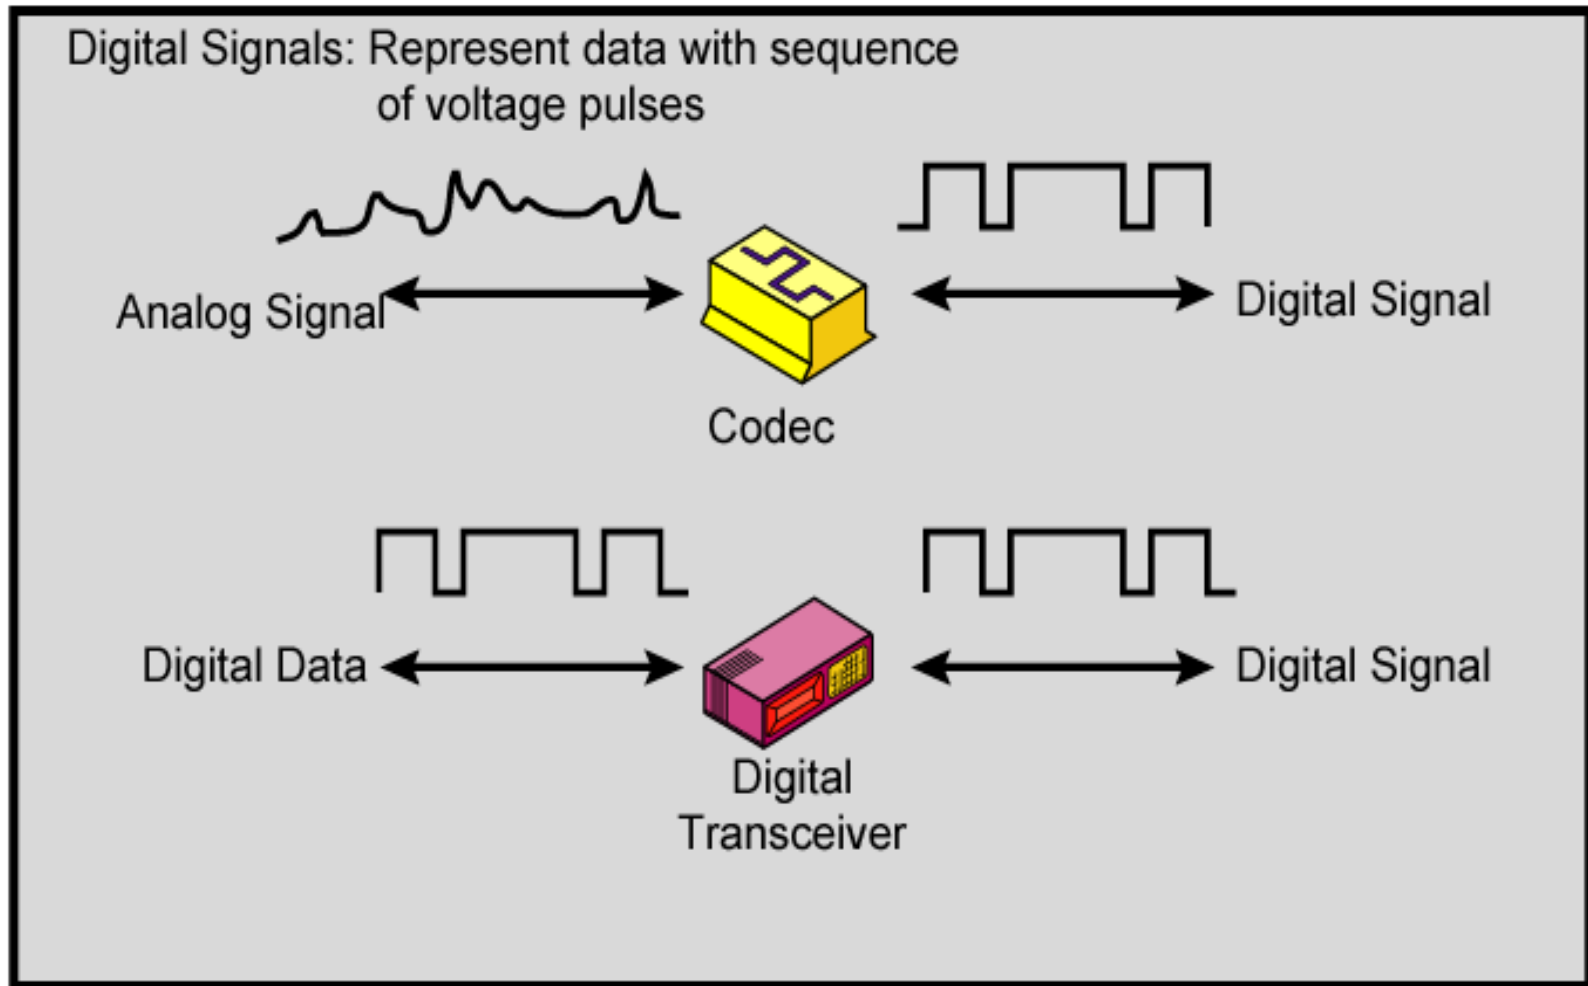 Digital Signals: Represent data with sequence
of voltage pulses
Analog Signal
Digital Signal
Codec
Digital Data
Digital Signal
Digital
Transceiver